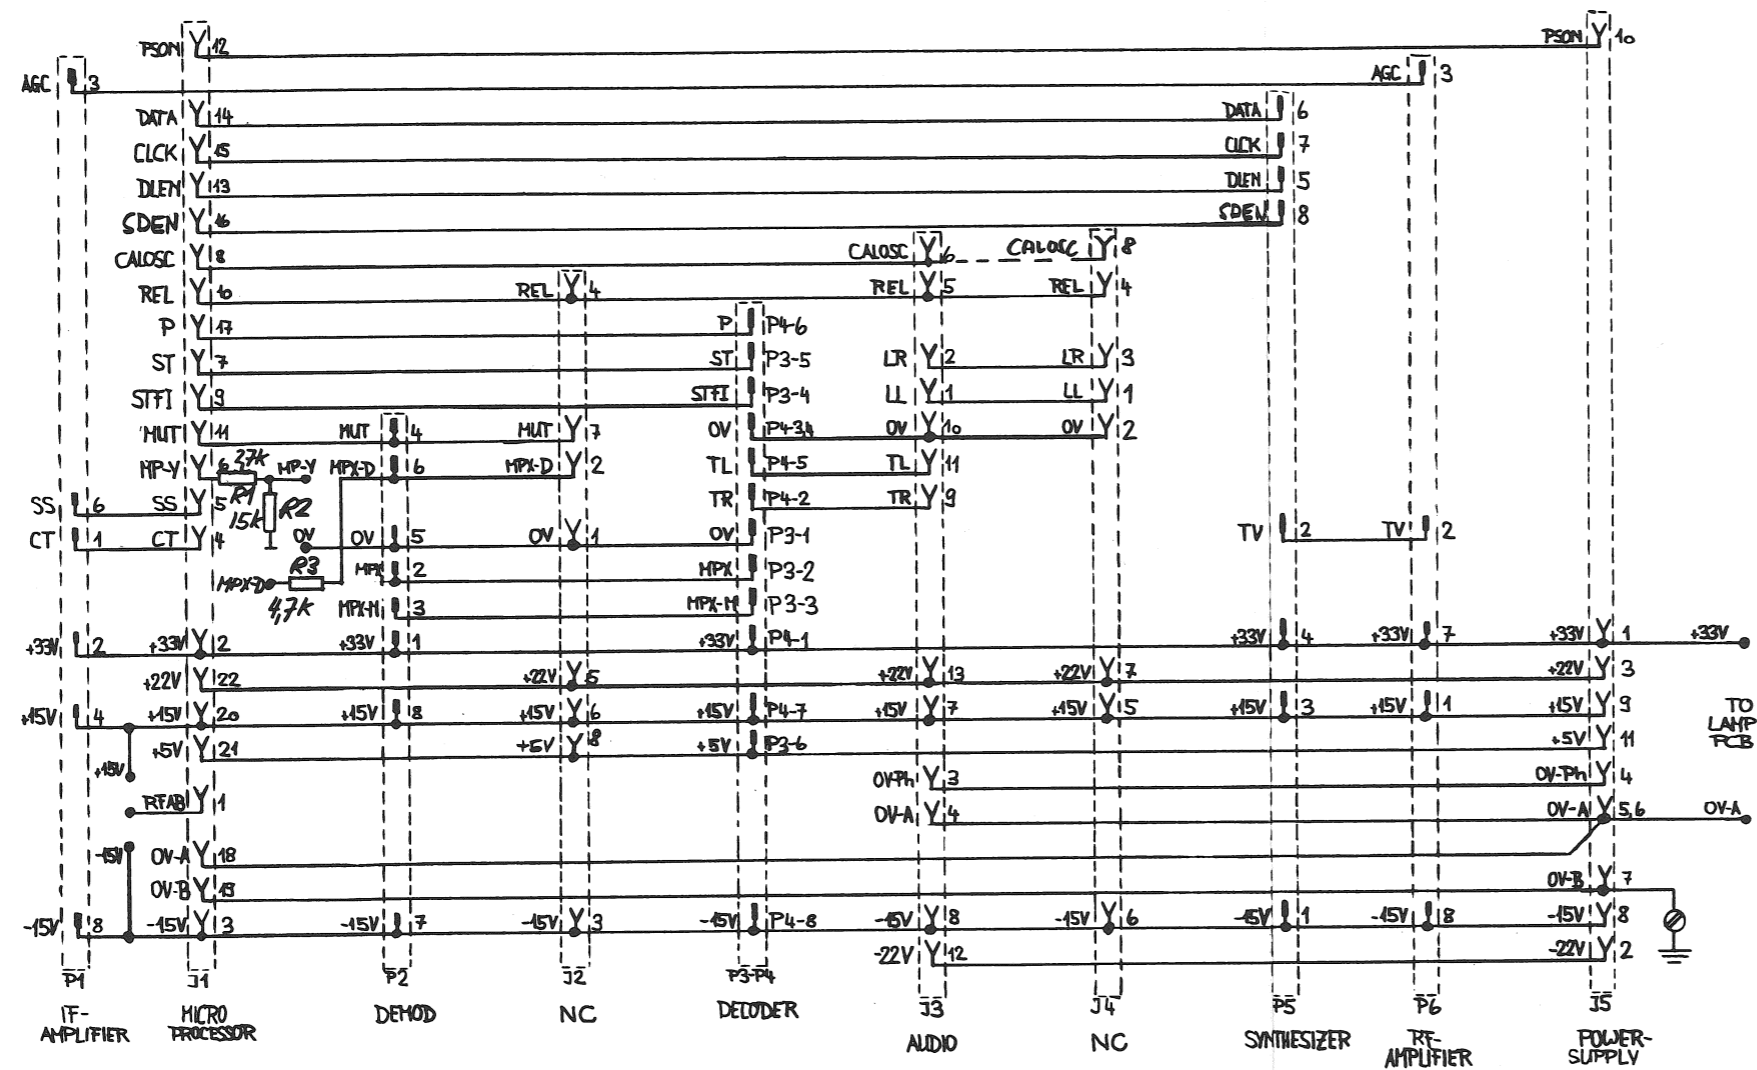 PSON 12 PSON 10
AGC 3 AGC 3
DATA 14 DATA 6
CLCK 15 CLCK 7
DLEN 13 DLEN 5
SDEN 16 SDEN 8
CALOSC 8 CALOSC 6 CALOSC 8
REL 10 REL 4 REL 5 REL 4
P 17 P P4-6
ST 7 ST P3-5 LR 2 LR 3
STFI 9 STFI P3-4 LL 1 LL 1
MUT 11 MUT 4 MUT 7 OV P4-3,4 OV 10 OV 2
MP-V 6 27K MP-V MPX-D 6 MPX-D 2 TL P4-5 TL 11
R1
SS 6 SS 5 15K R2 TR P4-2 TR 9
CT 1 CT 4 OV OV 5 OV 1 OV P3-1 TV 2 TV 2
R3 MPX 2 MPX P3-2
MPX-D
4,7K MPX-M 3 MPX-M P3-3
+33V 2 +33V 2 +33V 1 +33V P4-1 +33V 4 +33V 7 +33V 1 +33V
+22V 22 +22V 5 +22V 13 +22V 7 +22V 3
+15V 4 +15V 20 +15V 8 +15V 6 +15V P4-7 +15V 7 +15V 5 +15V 3 +15V 1 +15V 9
TO
LAMP
PCB
+5V 21 +5V 8 +5V P3-6 +5V 11
+15V OV-Ph 3 OV-Ph 4
RFAB 1 OV-A 4 OV-A 5,6 OV-A
-15V OV-A 18
OV-B 19 OV-B 7
-15V 8 -15V 3 -15V 7 -15V 3 -15V P4-8 -15V 8 -15V 6 -15V 1 -15V 8 -15V 8
-22V 12 -22V 2
P1 J1 P2 J2 P3-P4 J3 J4 P5 P6 J5
IF-
AMPLIFIER
MICRO
PROCESSOR
DEMOD
NC
DECODER
AUDIO
NC
SYNTHESIZER
RF-
AMPLIFIER
POWER-
SUPPLY